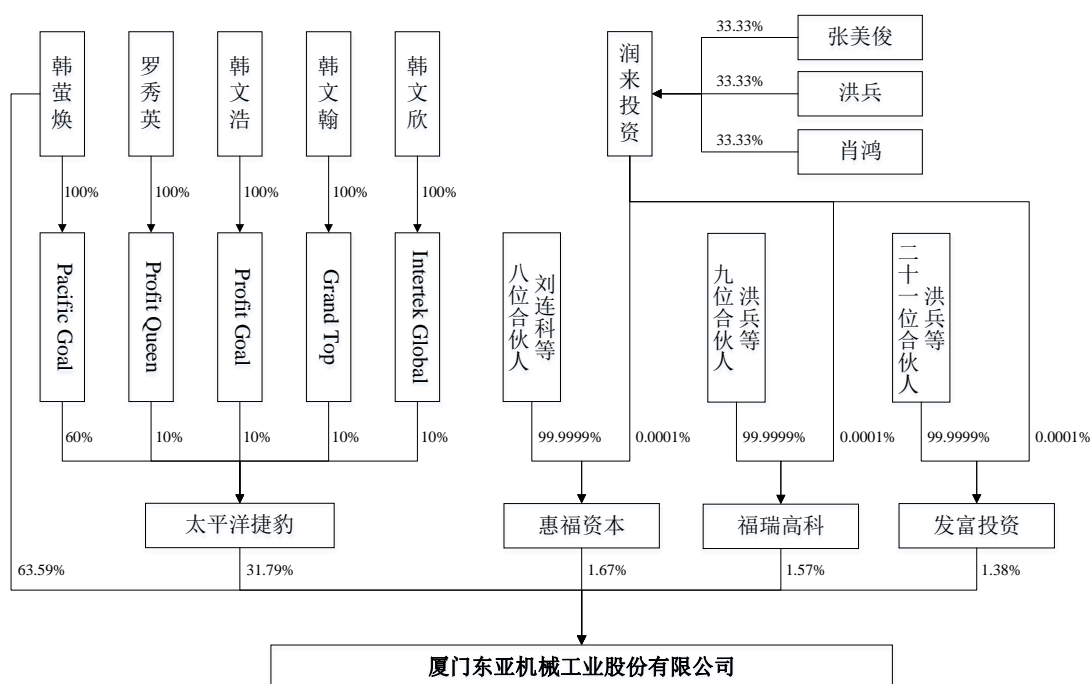 韩萤焕
罗秀英
韩文浩
韩文翰
韩文欣
润来投资
33.33%
张美俊
33.33%
洪兵
33.33%
肖鸿
100%
100%
100%
100%
100%
Pacific Goal
Profit Queen
Profit Goal
Grand Top
Intertek Global
刘连科等
八位合伙人
洪兵等
九位合伙人
洪兵等
二十一位合伙人
60%
10%
10%
10%
10%
99.9999%
0.0001%
99.9999%
0.0001%
99.9999%
0.0001%
太平洋捷豹
惠福资本
福瑞高科
发富投资
63.59%
31.79%
1.67%
1.57%
1.38%
厦门东亚机械工业股份有限公司